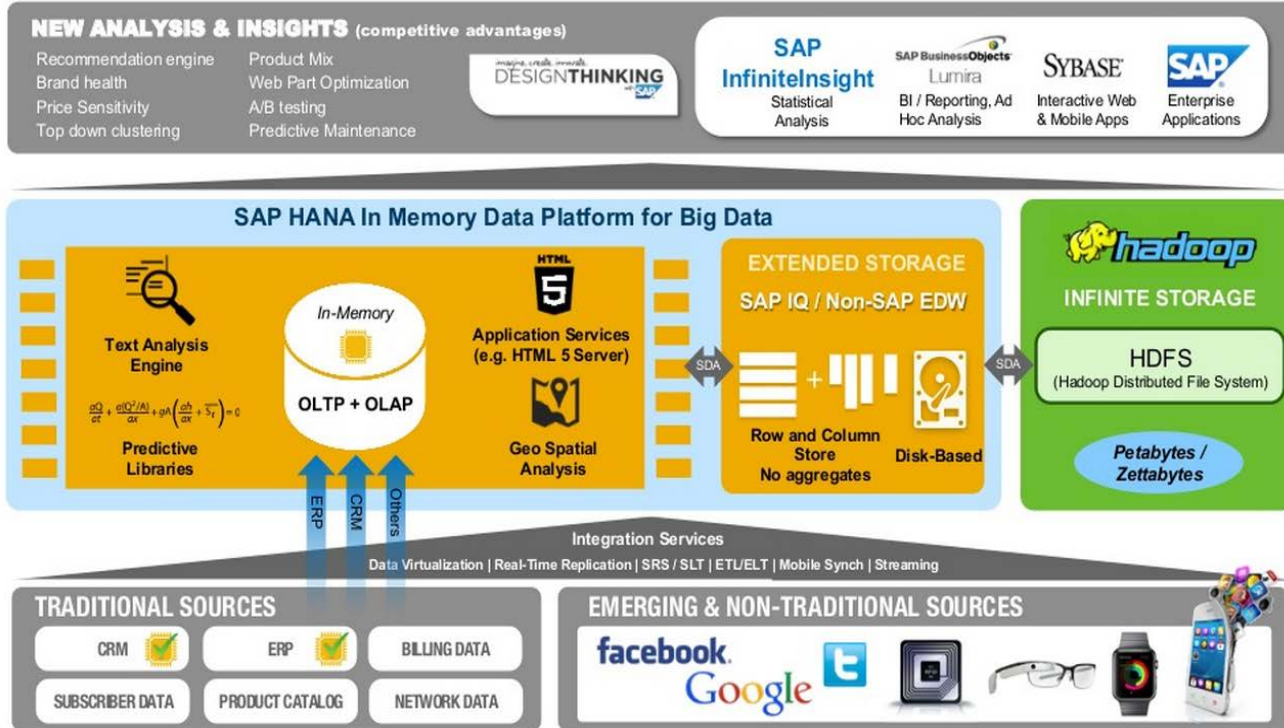 NEW ANALYSIS & INSIGHTS (competitive advantages)
Recommendation engine
Brand health
Price Sensitivity
Top down clustering
Product Mix
Web Part Optimization
A/B testing
Predictive Maintenance
imagine. create. innovate.
DESIGNTHINKING
with SAP
SAP
InfiniteInsight
Statistical
Analysis
SAP BusinessObjects
Lumira
BI / Reporting, Ad
Hoc Analysis
SYBASE
Interactive Web
& Mobile Apps
SAP
Enterprise
Applications
SAP HANA In Memory Data Platform for Big Data
Text Analysis
Engine
Predictive
Libraries
In-Memory
OLTP + OLAP
HTML
5
Application Services
(e.g. HTML 5 Server)
Geo Spatial
Analysis
ERP
CRM
Others
SDA
EXTENDED STORAGE
SAP IQ / Non-SAP EDW
+
Row and Column
Store
No aggregates
Disk-Based
SDA
hadoop
INFINITE STORAGE
HDFS
(Hadoop Distributed File System)
Petabytes /
Zettabytes
Integration Services
Data Virtualization | Real-Time Replication | SRS / SLT | ETL/ELT | Mobile Synch | Streaming
TRADITIONAL SOURCES
CRM
ERP
BILLING DATA
SUBSCRIBER DATA
PRODUCT CATALOG
NETWORK DATA
EMERGING & NON-TRADITIONAL SOURCES
facebook.
Google
t